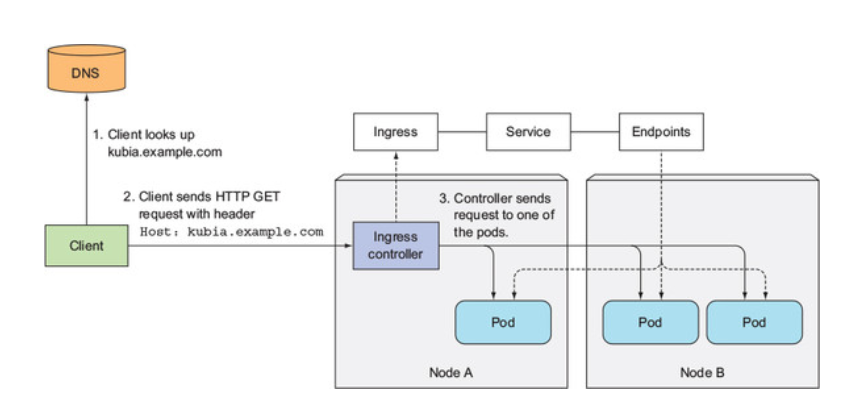 DNS
1. Client looks up
kubia.example.com
Ingress
Service
Endpoints
2. Client sends HTTP GET
request with header
Host: kubia.example.com
3. Controller sends
request to one of
the pods.
Client
Ingress
controller
Pod
Pod
Pod
Node A
Node B